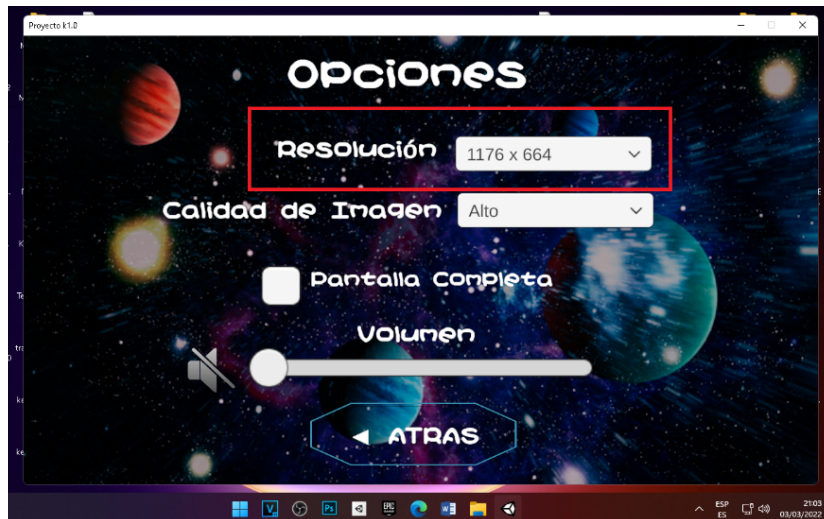 Proyecto k1.0
Opciones
Resolución 1176 x 664
Calidad de Imagen Alto
Pantalla Completa
Volumen
◄ ATRAS
ESP
ES
21:03
03/03/2022